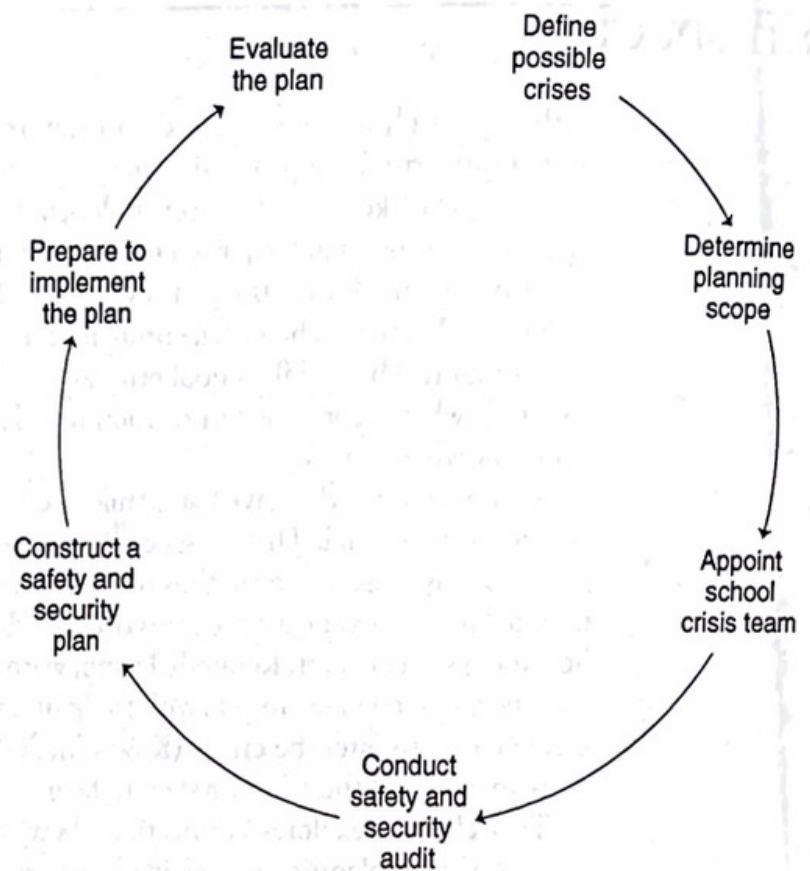 Define
possible
crises
Determine
planning
scope
Appoint
school
crisis team
Conduct
safety and
security
audit
Construct a
safety and
security
plan
Prepare to
implement
the plan
Evaluate
the plan